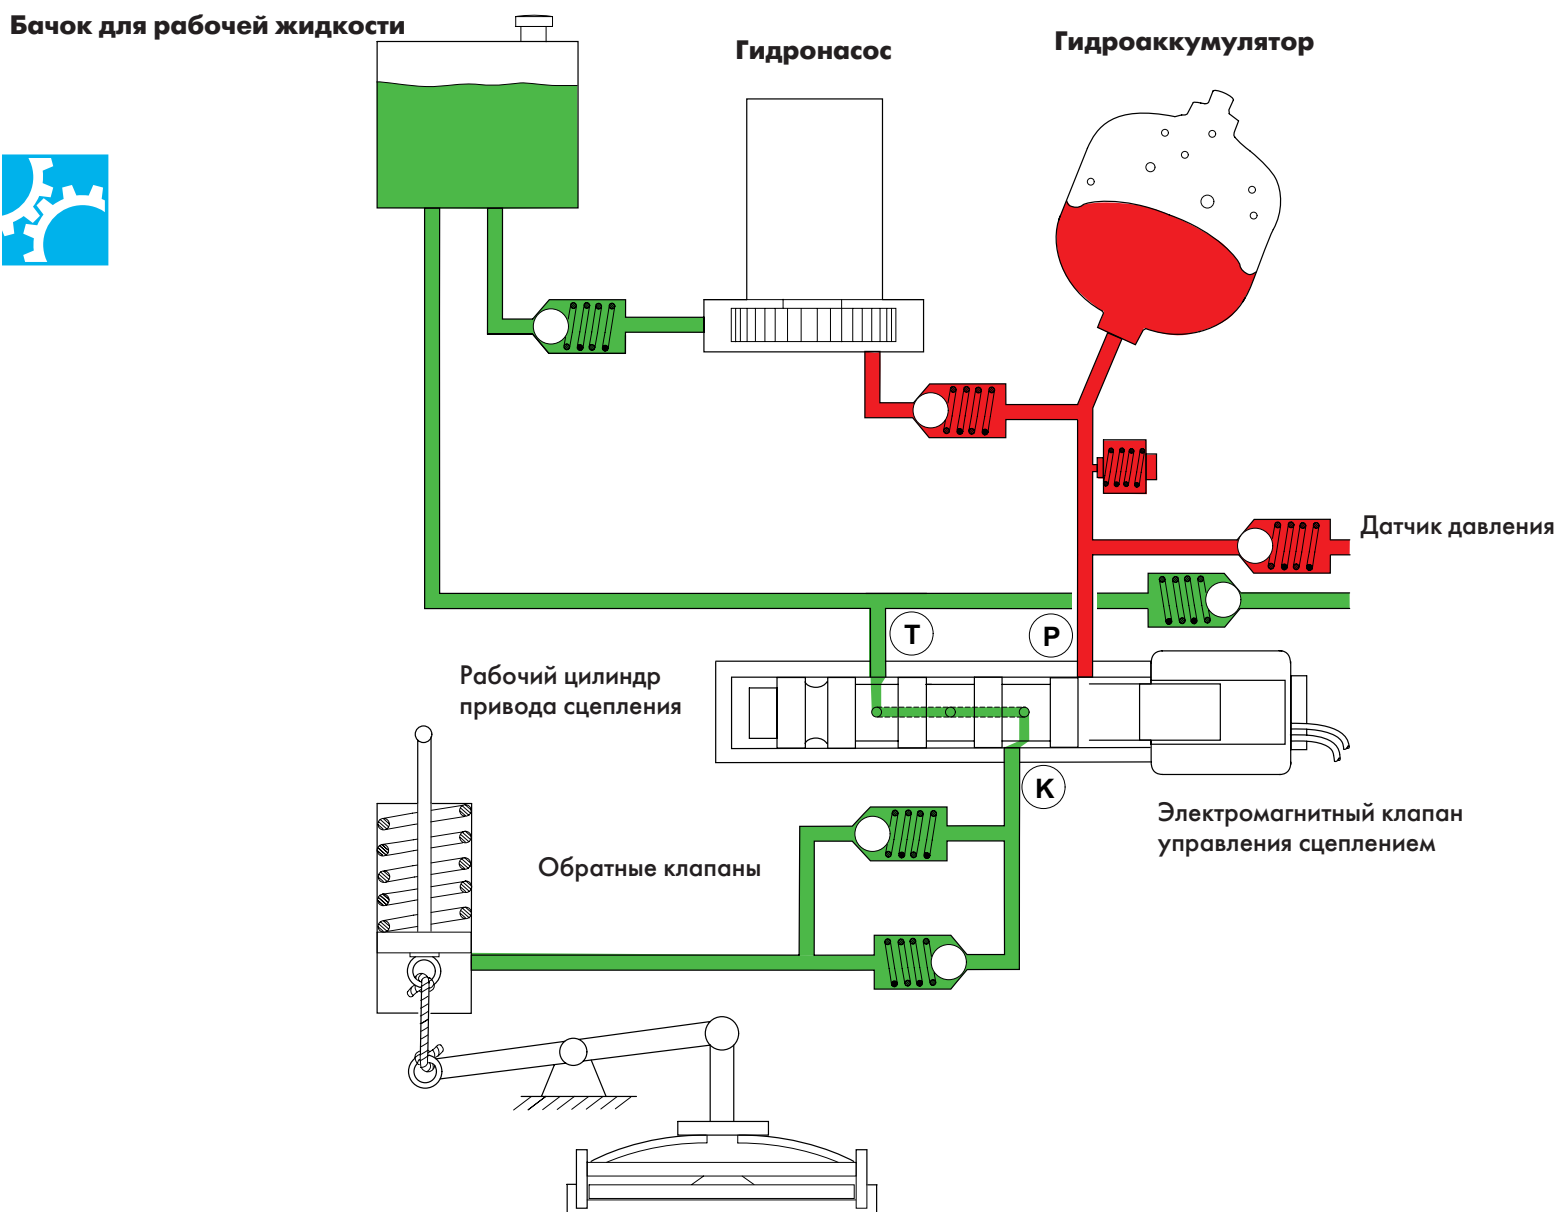 Бачок для рабочей жидкости
Гидронасос
Гидроаккумулятор
Датчик давления
T
P
Рабочий цилиндр
привода сцепления
K
Электромагнитный клапан
управления сцеплением
Обратные клапаны